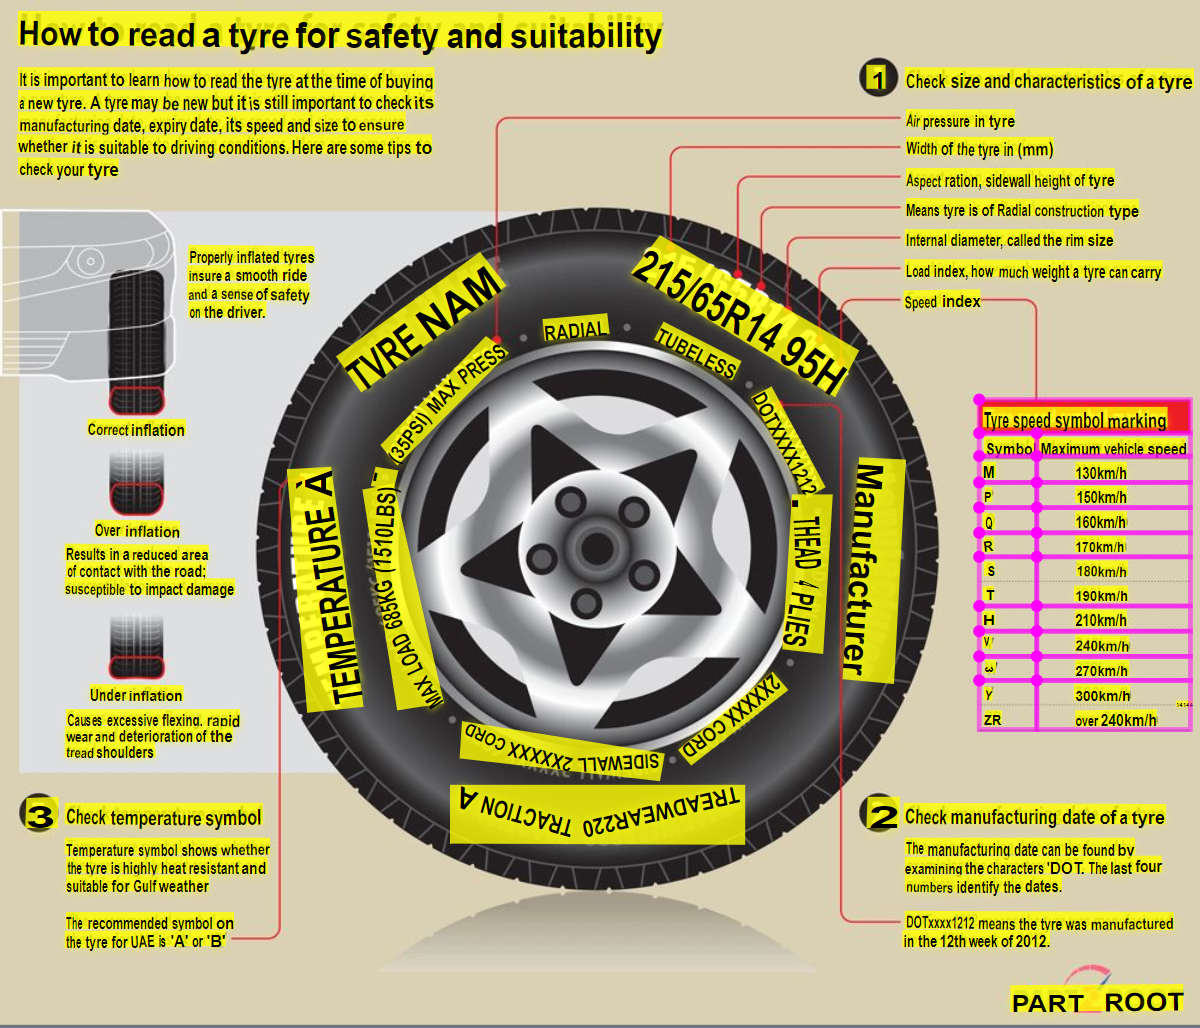 How to read a tyre for safety and suitability
It is important to learn how to read the tyre at the time of buying
a new tyre. A tyre may be new but it is still important to check its
manufacturing date, expiry date, its speed and size to ensure
whether it is suitable to driving conditions. Here are some tips to
check your tyre
1 Check size and characteristics of a tyre
Air pressure in tyre
Width of the tyre in (mm)
Aspect ration, sidewall height of tyre
Means tyre is of Radial construction type
Internal diameter, called the rim size
Load index, how much weight a tyre can carry
Speed index
Properly inflated tyres
insure a smooth ride
and a sense of safety
on the driver.
Correct inflation
Over inflation
Results in a reduced area
of contact with the road;
susceptible to impact damage
Under inflation
Causes excessive flexing, rapid
wear and deterioration of the
tread shoulders
TVRE NAM
215/65R14 95H
RADIAL
TUBELESS
(35PSI) MAX PRESS
DOTXXXX1212
Manufacturer
THEAD 4 PLIES
TEMPERATURE À
MAX LOAD 685KG (1510LBS)
2XXXXX CORD
SIDEWALL 2XXXXXX CORD
TREADWEAR220 TRACTION A
Tyre speed symbol marking
Symbol Maximum vehicle speed
M 130km/h
P 150km/h
Q 160km/h
R 170km/h
S 180km/h
T 190km/h
H 210km/h
V 240km/h
270km/h
Y 300km/h
14144
ZR over 240km/h
3 Check temperature symbol
Temperature symbol shows whether
the tyre is highly heat resistant and
suitable for Gulf weather
The recommended symbol on
the tyre for UAE is 'A' or 'B'
2 Check manufacturing date of a tyre
The manufacturing date can be found by
examining the characters 'DOT. The last four
numbers identify the dates.
DOTxxxx1212 means the tyre was manufactured
in the 12th week of 2012.
PART ROOT